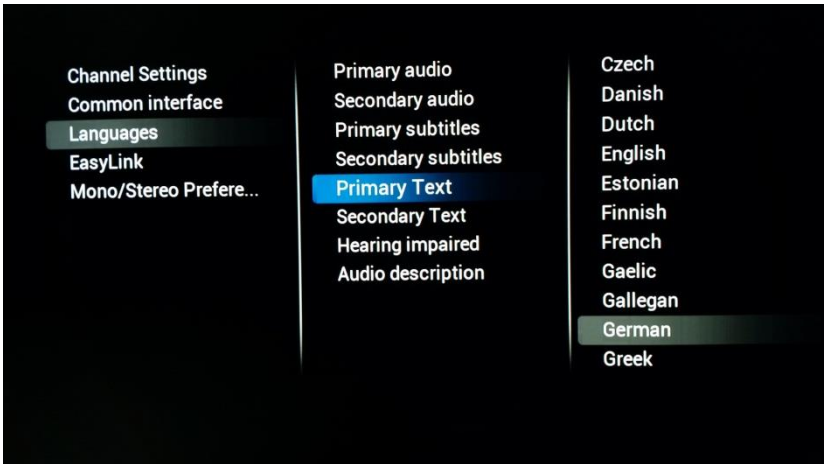 Channel Settings
Common interface
Languages
EasyLink
Mono/Stereo Prefere...
Primary audio
Secondary audio
Primary subtitles
Secondary subtitles
Primary Text
Secondary Text
Hearing impaired
Audio description
Czech
Danish
Dutch
English
Estonian
Finnish
French
Gaelic
Gallegan
German
Greek